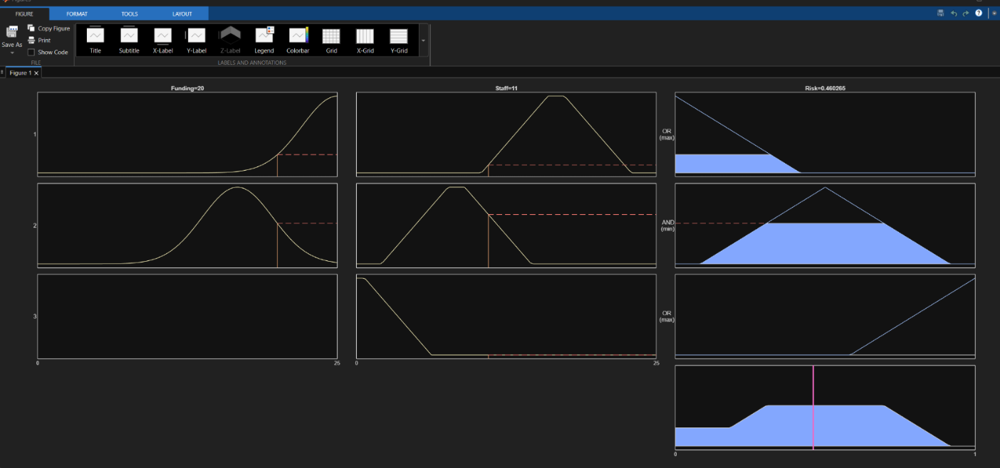 Figures
FIGURE FORMAT TOOLS LAYOUT
Save As
Copy Figure
Print
Show Code
FILE
Title Subtitle X-Label Y-Label Z-Label Legend Colorbar Grid X-Grid Y-Grid
LABELS AND ANNOTATIONS
Figure 1
Funding=20 Staff=11 Risk=0.460265
1
OR
(max)
2
AND
(min)
3
OR
(max)
0 25 0 25
0 1